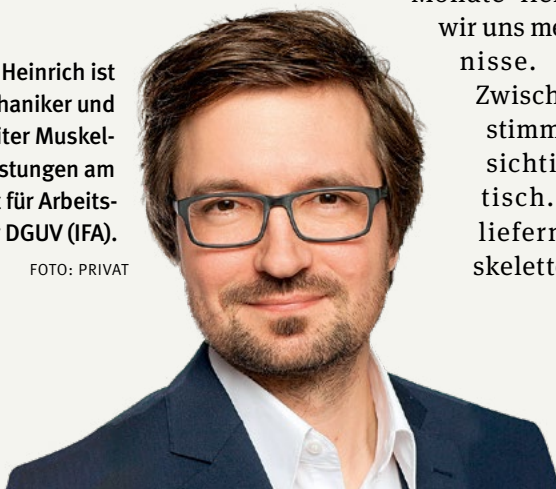 Heinrich ist
haniker und
iter Muskel-
stungen am
t für Arbeits-
r DGUV (IFA).
FOTO: PRIVAT
wir uns me
nisse.
Zwisch
stimm
sichti
tisch.
liefern
skelett